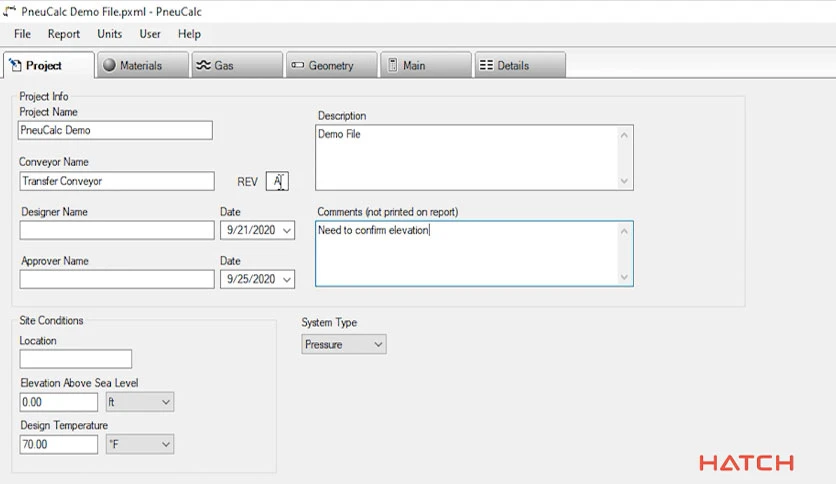 PneuCalc Demo File.pxml - PneuCalc
File Report Units User Help
Project Materials Gas Geometry Main Details
Project Info
Project Name
PneuCalc Demo
Description
Demo File
Conveyor Name
Transfer Conveyor
REV A
Designer Name
Date
9/21/2020
Comments (not printed on report)
Need to confirm elevation
Approver Name
Date
9/25/2020
Site Conditions
Location
System Type
Pressure
Elevation Above Sea Level
0.00 ft
Design Temperature
70.00 °F
HATCH